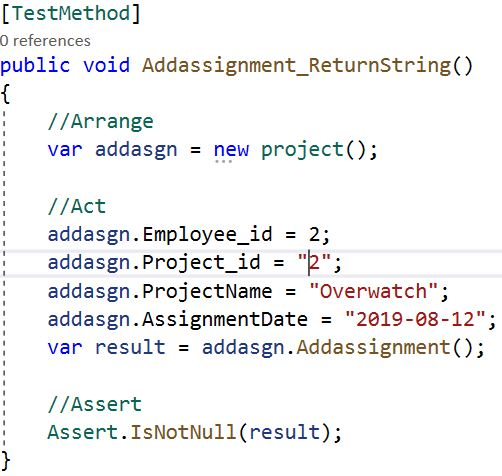 [TestMethod]
0 references
public void Addassignment_ReturnString()
{
//Arrange
var addasgn = new project();
//Act
addasgn.Employee_id = 2;
addasgn.Project_id = "2";
addasgn.ProjectName = "Overwatch";
addasgn.AssignmentDate = "2019-08-12";
var result = addasgn.Addassignment();
//Assert
Assert.IsNotNull(result);
}